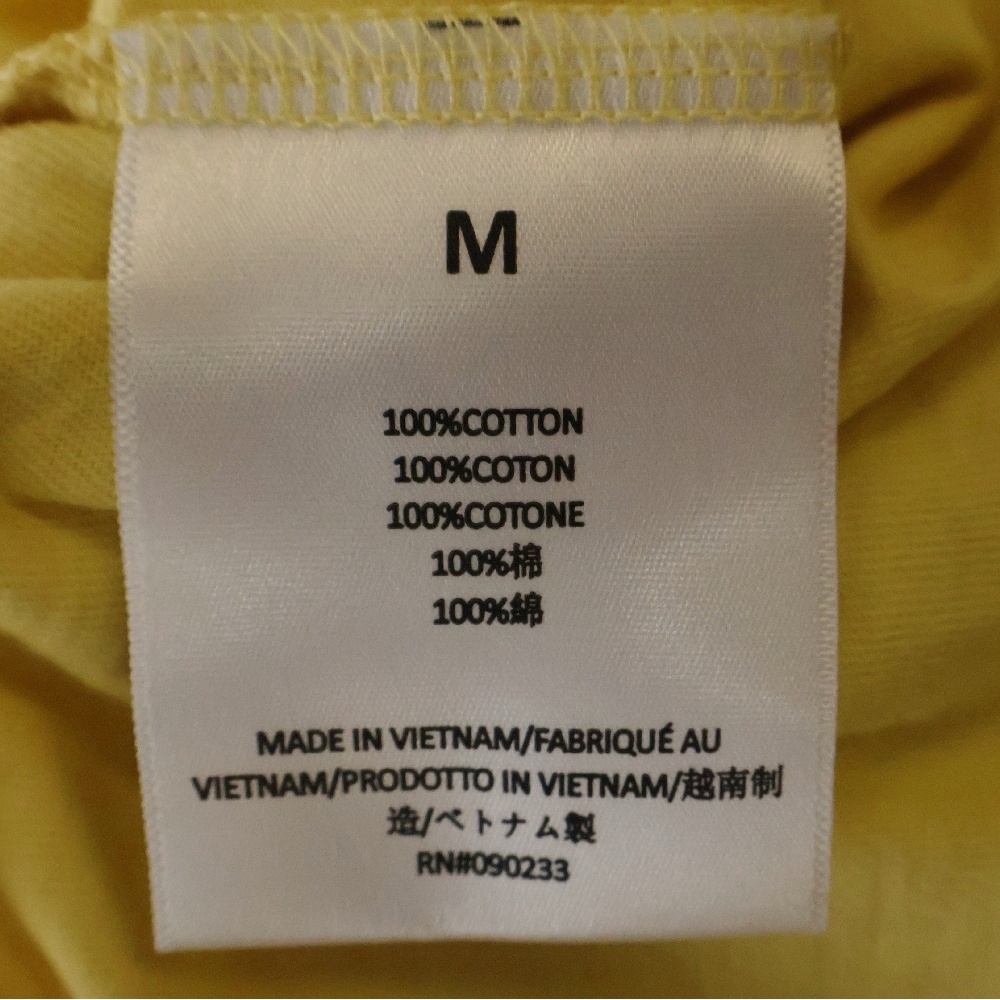 M
100%COTTON
100%COTON
100%COTONE
100%棉
100%綿
MADE IN VIETNAM/FABRIQUÉ AU
VIETNAM/PRODOTTO IN VIETNAM/越南制
造/ベトナム製
RN#090233